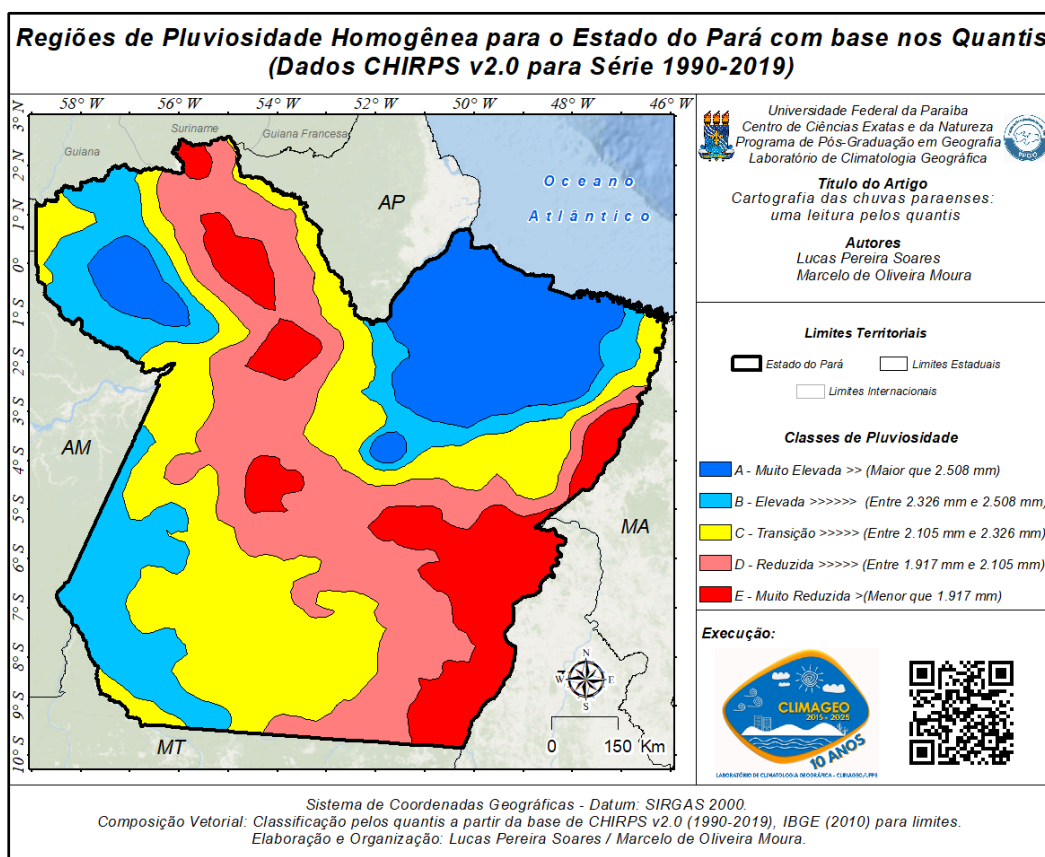 Regiões de Pluviosidade Homogênea para o Estado do Pará com base nos Quantis
(Dados CHIRPS v2.0 para Série 1990-2019)
58° W 56° W 54° W 52° W 50° W 48° W 46° W
3° N
2° N
1° N
0°
1° S
2° S
3° S
4° S
5° S
6° S
7° S
8° S
9° S
10° S
Suriname
Guiana
Guiana Francesa
AP
Oceano
Atlântico
AM
MA
MT
N
W E
S
0 150 Km
Universidade Federal da Paraíba
Centro de Ciências Exatas e da Natureza
Programa de Pós-Graduação em Geografia
Laboratório de Climatologia Geográfica
PPGG
Título do Artigo
Cartografia das chuvas paraenses:
uma leitura pelos quantis
Autores
Lucas Pereira Soares
Marcelo de Oliveira Moura
Limites Territoriais
Estado do Pará Limites Estaduais
Limites Internacionais
Classes de Pluviosidade
A - Muito Elevada >> (Maior que 2.508 mm)
B - Elevada >>>>>> (Entre 2.326 mm e 2.508 mm)
C - Transição >>>>> (Entre 2.105 mm e 2.326 mm)
D - Reduzida >>>>> (Entre 1.917 mm e 2.105 mm)
E - Muito Reduzida >(Menor que 1.917 mm)
Execução:
CLIMAGEO
2015 - 2025
10 ANOS
LABORATÓRIO DE CLIMATOLOGIA GEOGRÁFICA - CLIMAGEO/UFPB
Sistema de Coordenadas Geográficas - Datum: SIRGAS 2000.
Composição Vetorial: Classificação pelos quantis a partir da base de CHIRPS v2.0 (1990-2019), IBGE (2010) para limites.
Elaboração e Organização: Lucas Pereira Soares / Marcelo de Oliveira Moura.